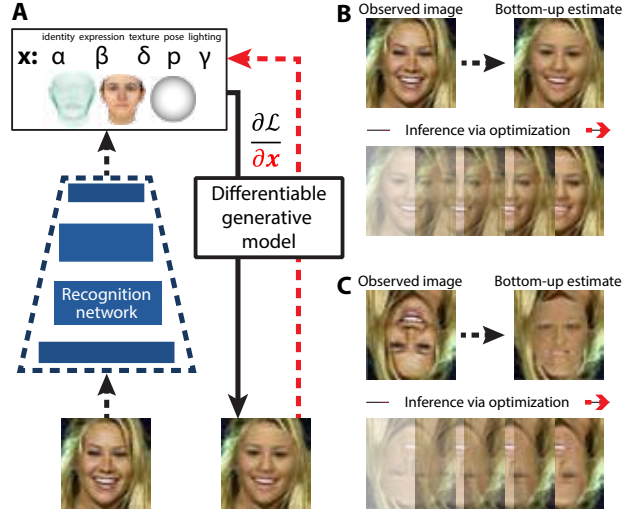 A
identity expression texture pose lighting
x: α β δ p γ
∂ℒ
∂x
Differentiable
generative
model
Recognition
network
B
Observed image Bottom-up estimate
Inference via optimization
C
Observed image Bottom-up estimate
Inference via optimization